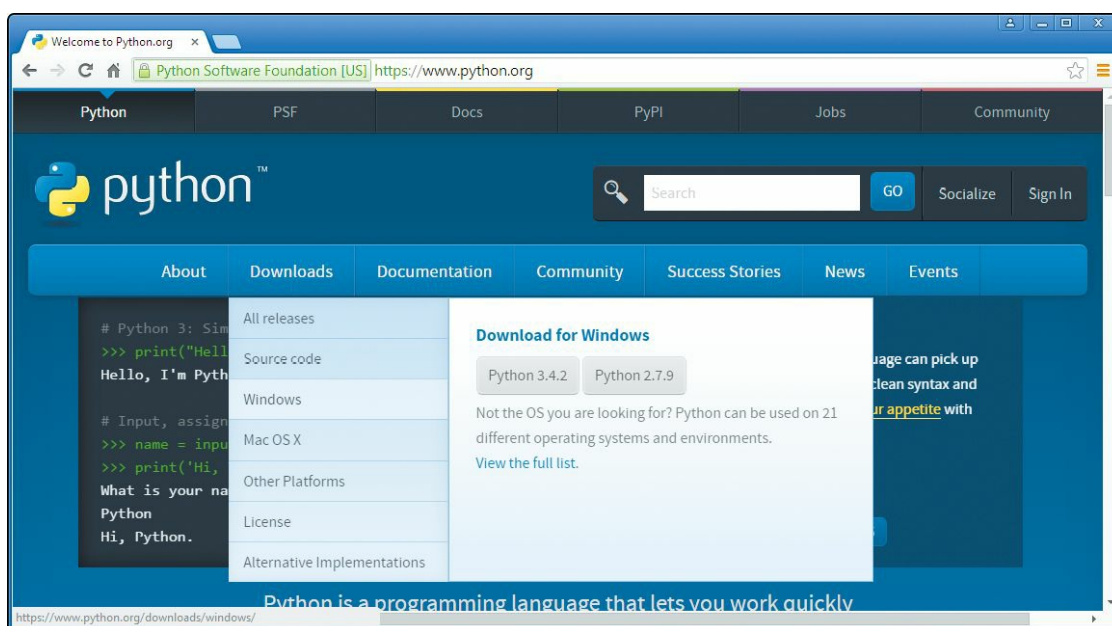 Welcome to Python.org
Python Software Foundation [US] https://www.python.org
Python PSF Docs PyPI Jobs Community
python™
Search GO Socialize Sign In
About Downloads Documentation Community Success Stories News Events
# Python 3: Sim
>>> print("Hell
Hello, I'm Pyth
# Input, assign
>>> name = inpu
>>> print('Hi,
What is your na
Python
Hi, Python.
All releases
Source code
Windows
Mac OS X
Other Platforms
License
Alternative Implementations
Download for Windows
Python 3.4.2 Python 2.7.9
Not the OS you are looking for? Python can be used on 21
different operating systems and environments.
View the full list.
uage can pick up
clean syntax and
ur appetite with
Python is a programming language that lets you work quickly
https://www.python.org/downloads/windows/